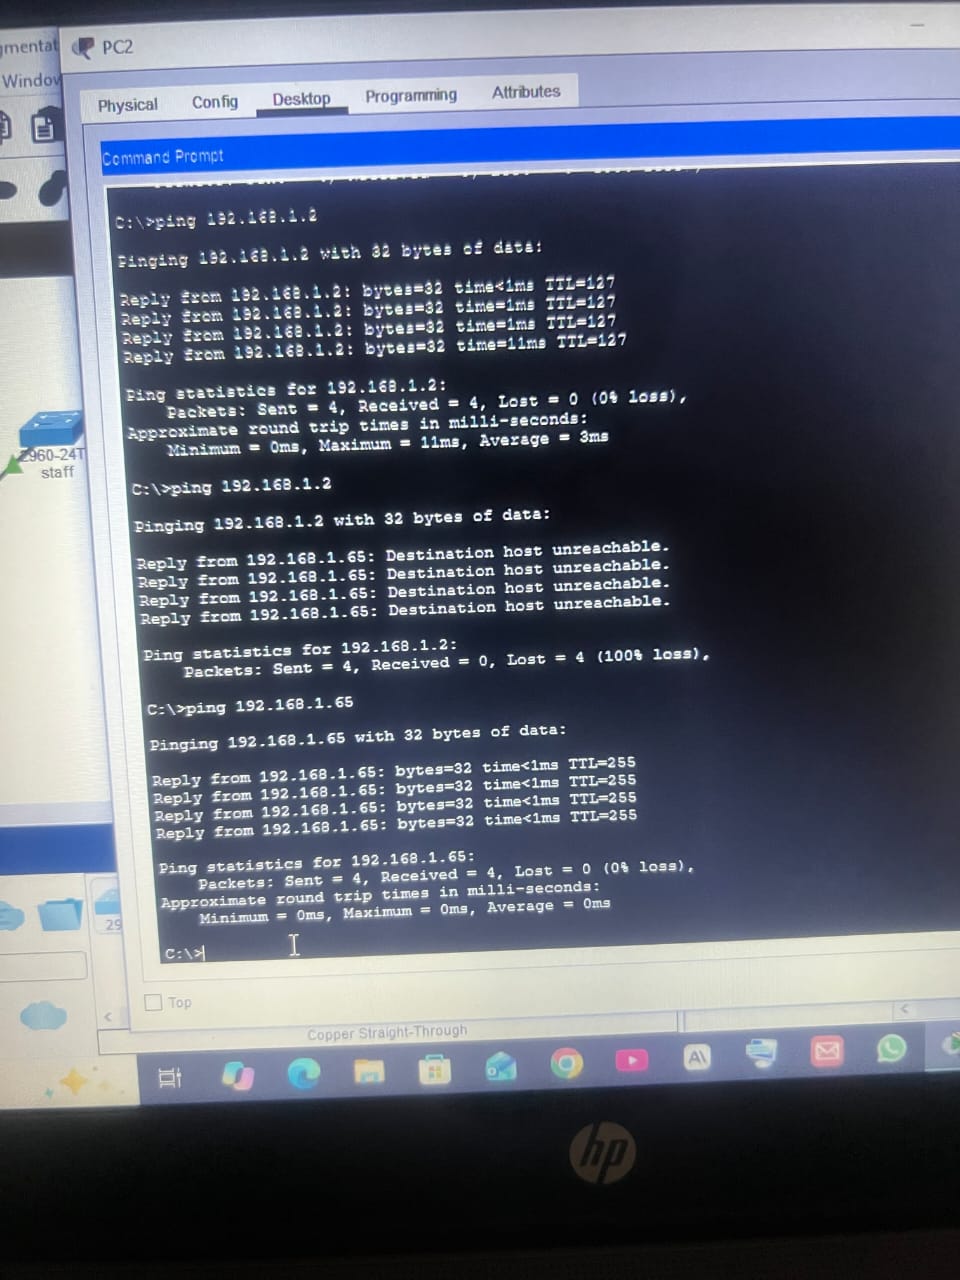 PC2
Window
Physical
Config
Desktop
Programming
Attributes
Command Prompt
C:\>ping 192.168.1.2
Pinging 192.168.1.2 with 32 bytes of data:
Reply from 192.168.1.2: bytes=32 time<1ms TTL=127
Reply from 192.168.1.2: bytes=32 time=1ms TTL=127
Reply from 192.168.1.2: bytes=32 time=1ms TTL=127
Reply from 192.168.1.2: bytes=32 time=11ms TTL=127
Ping statistics for 192.168.1.2:
Packets: Sent = 4, Received = 4, Lost = 0 (0% loss),
Approximate round trip times in milli-seconds:
Minimum = 0ms, Maximum = 11ms, Average = 3ms
2960-24T
staff
C:\>ping 192.168.1.2
Pinging 192.168.1.2 with 32 bytes of data:
Reply from 192.168.1.65: Destination host unreachable.
Reply from 192.168.1.65: Destination host unreachable.
Reply from 192.168.1.65: Destination host unreachable.
Reply from 192.168.1.65: Destination host unreachable.
Ping statistics for 192.168.1.2:
Packets: Sent = 4, Received = 0, Lost = 4 (100% loss),
C:\>ping 192.168.1.65
Pinging 192.168.1.65 with 32 bytes of data:
Reply from 192.168.1.65: bytes=32 time<1ms TTL=255
Reply from 192.168.1.65: bytes=32 time<1ms TTL=255
Reply from 192.168.1.65: bytes=32 time<1ms TTL=255
Reply from 192.168.1.65: bytes=32 time<1ms TTL=255
Ping statistics for 192.168.1.65:
Packets: Sent = 4, Received = 4, Lost = 0 (0% loss),
Approximate round trip times in milli-seconds:
Minimum = 0ms, Maximum = 0ms, Average = 0ms
29
C:\>
Top
Copper Straight-Through
A\
hp